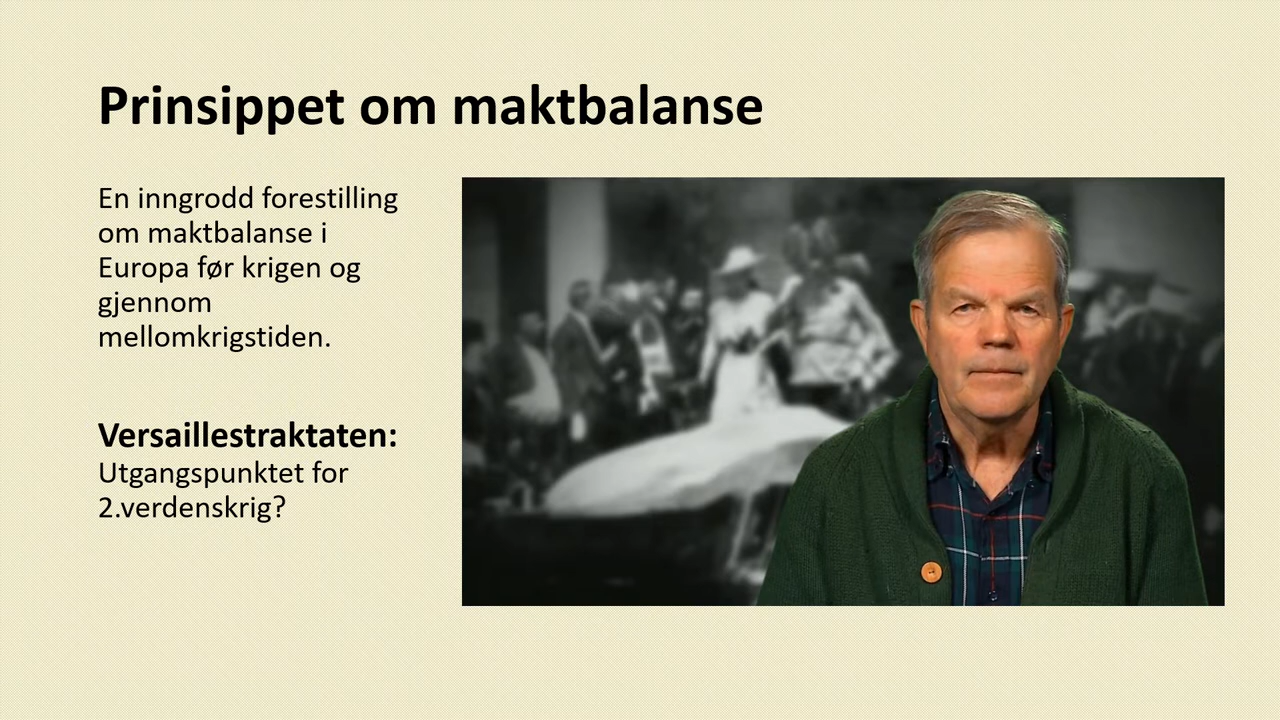 Prinsippet om maktbalanse
En inngrodd forestilling
om maktbalanse i
Europa før krigen og
gjennom
mellomkrigstiden.
Versaillestraktaten:
Utgangspunktet for
2.verdenskrig?